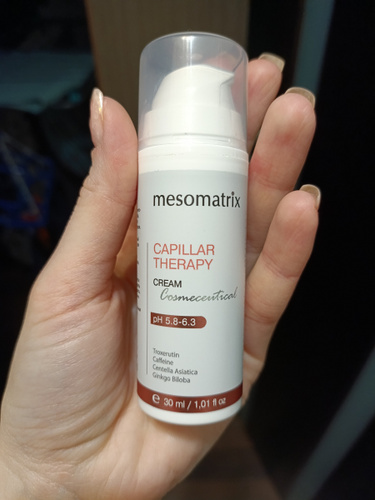 mesomatrix
CAPILLAR
THERAPY
CREAM
Cosmeceutical
pH 5.8-6.3
Troxerutin
Caffeine
Centella Asiatica
Ginkgo Biloba
e 30 ml / 1,01 fl oz